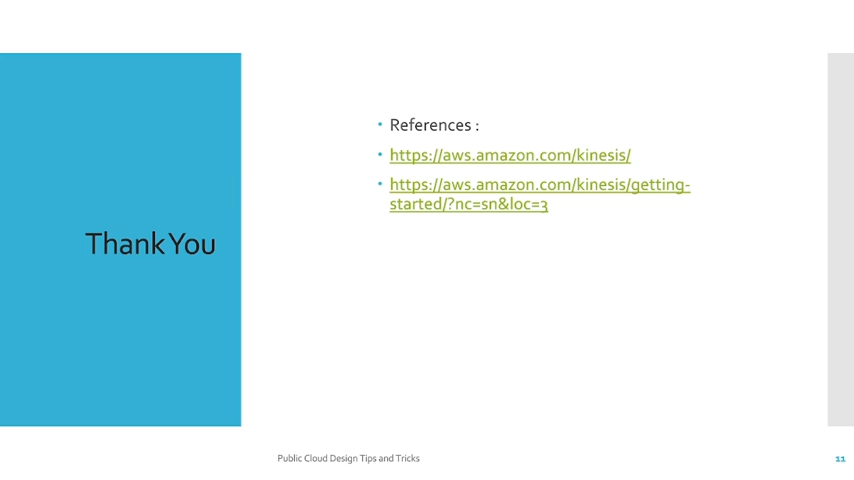 Thank You
• References :
• https://aws.amazon.com/kinesis/
• https://aws.amazon.com/kinesis/getting-
started/?nc=sn&loc=3
Public Cloud Design Tips and Tricks
11